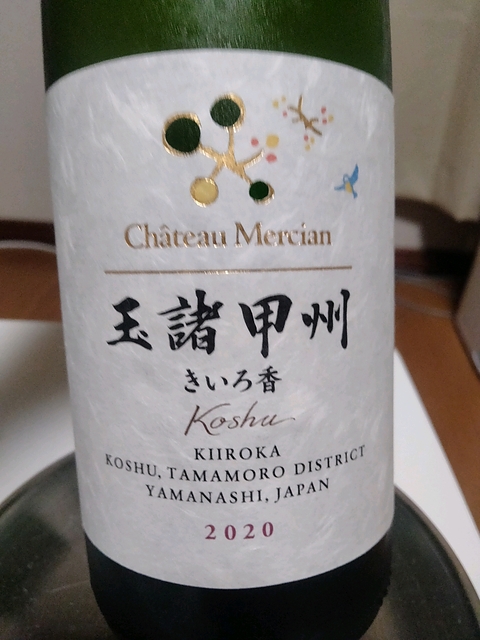 Château Mercian
玉諸甲州
きいろ香
Koshu
KIIROKA
KOSHU, TAMAMORO DISTRICT
YAMANASHI, JAPAN
2020